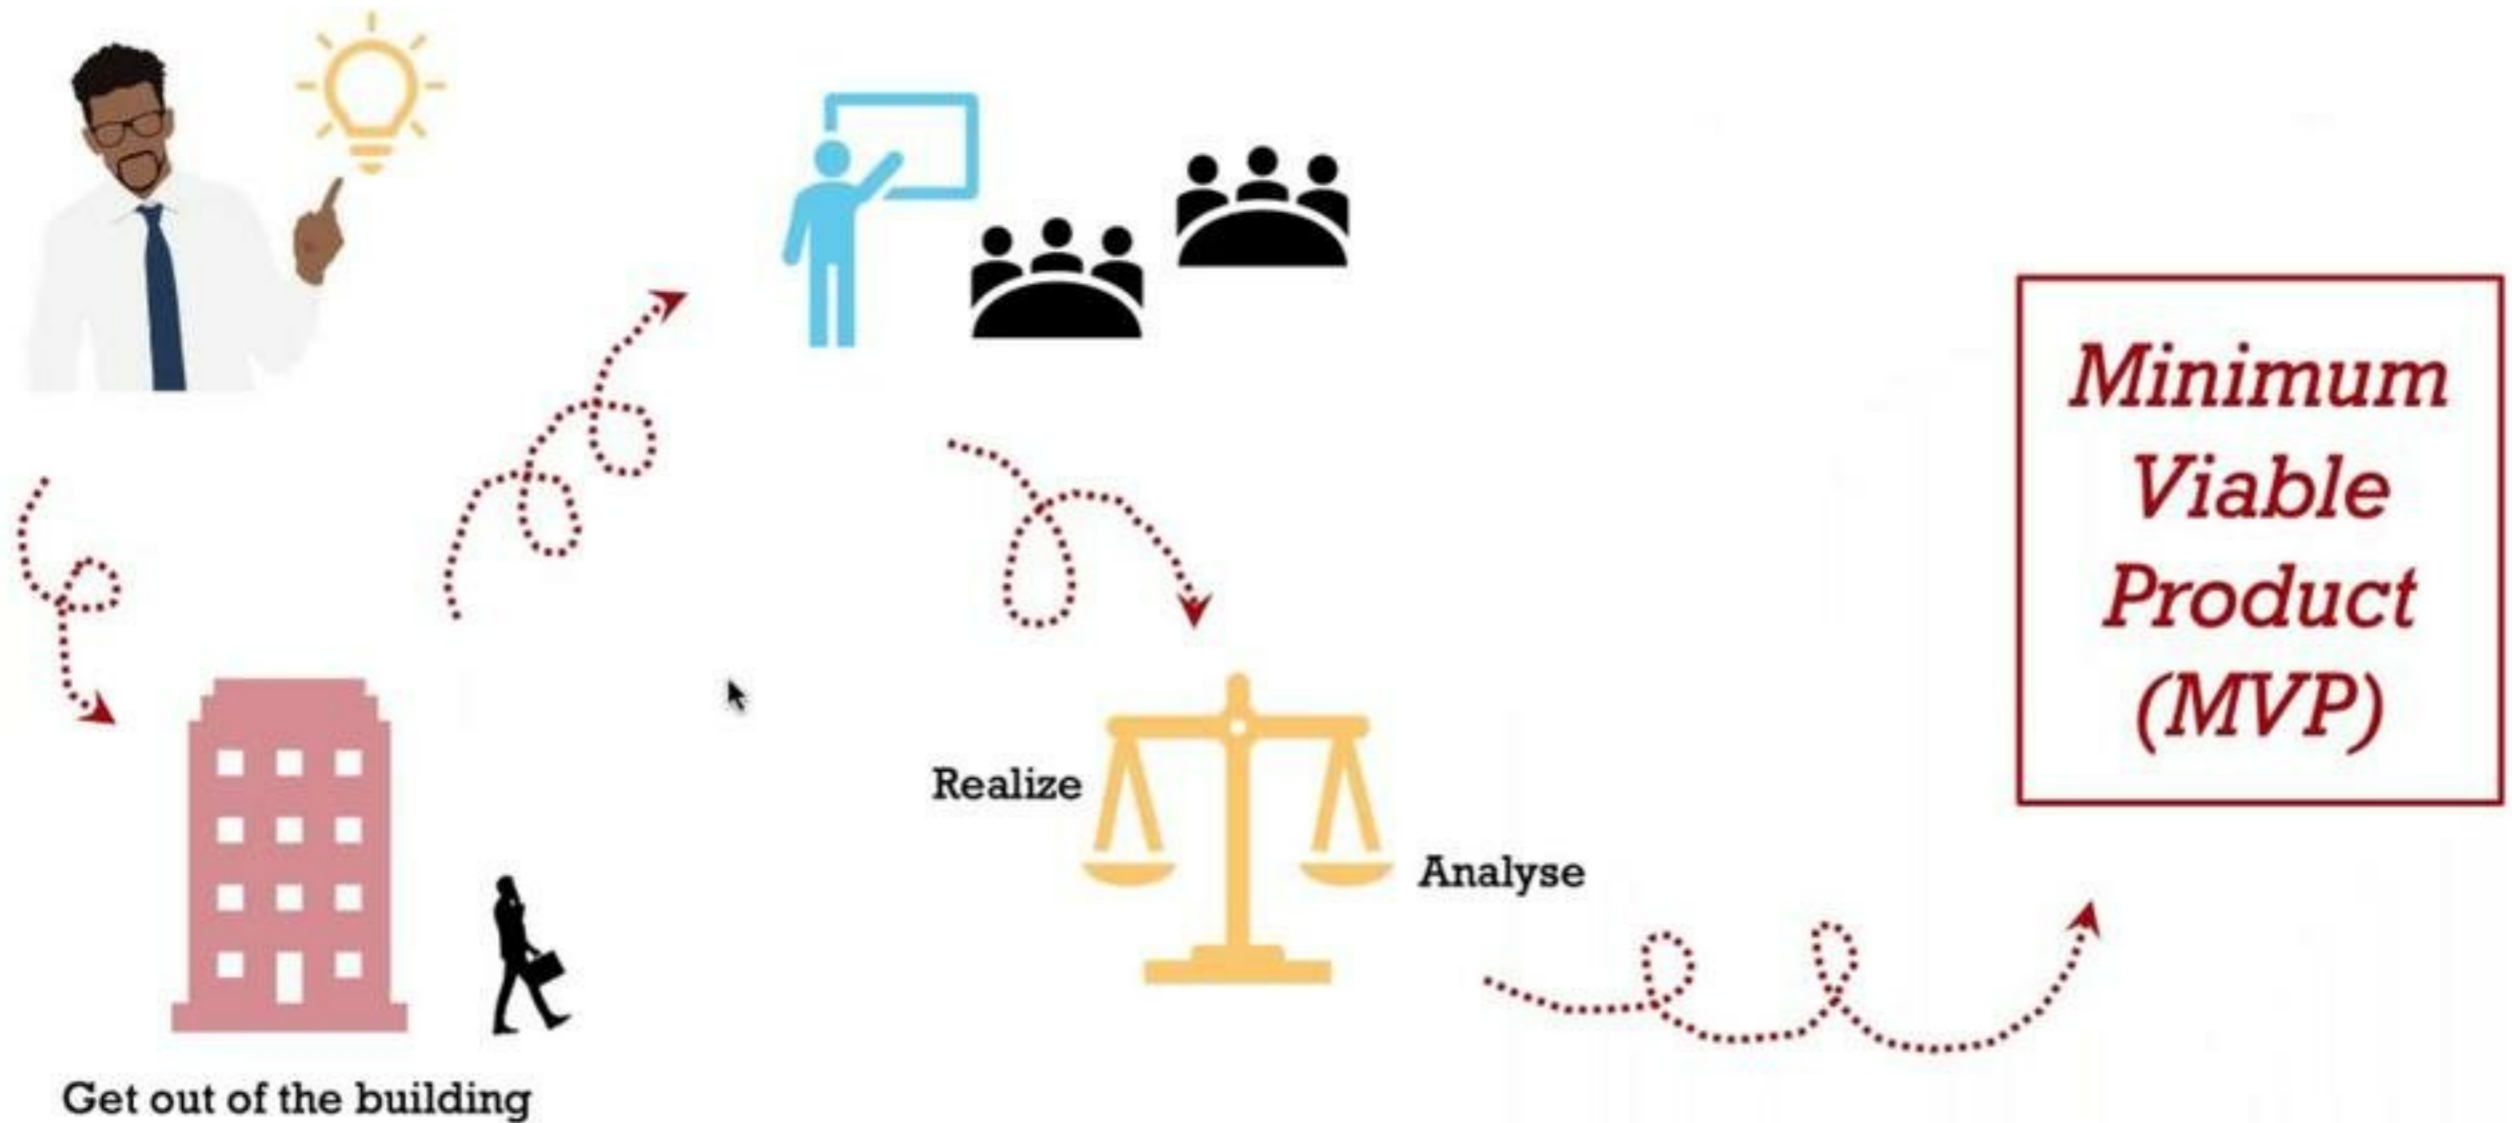 Get out of the building
Realize
Analyse
Minimum
Viable
Product
(MVP)